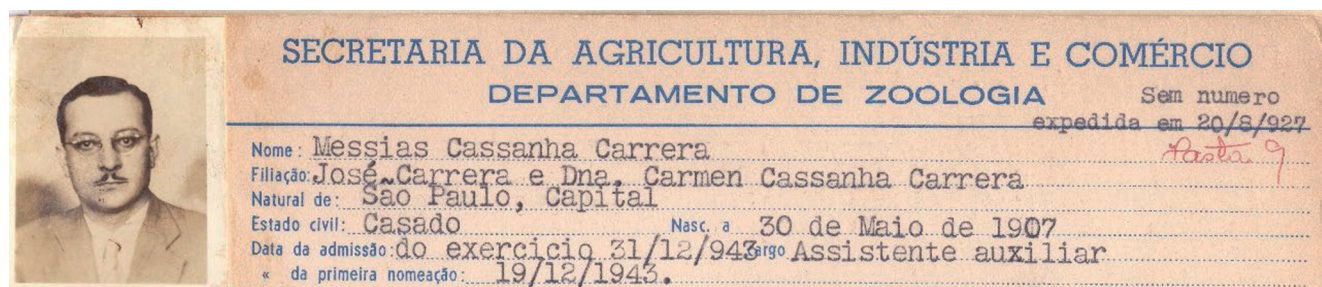 SECRETARIA DA AGRICULTURA, INDÚSTRIA E COMÉRCIO
DEPARTAMENTO DE ZOOLOGIA
Sem numero
expedida em 20/8/927
Pasta 9
Nome: Messias Cassanha Carrera
Filiação: José Carrera e Dna. Carmen Cassanha Carrera
Natural de: São Paulo, Capital
Estado civil: Casado Nasc. a 30 de Maio de 1907
Data da admissão: do exercicio 31/12/943 argo Assistente auxiliar
« da primeira nomeação: 19/12/1943.